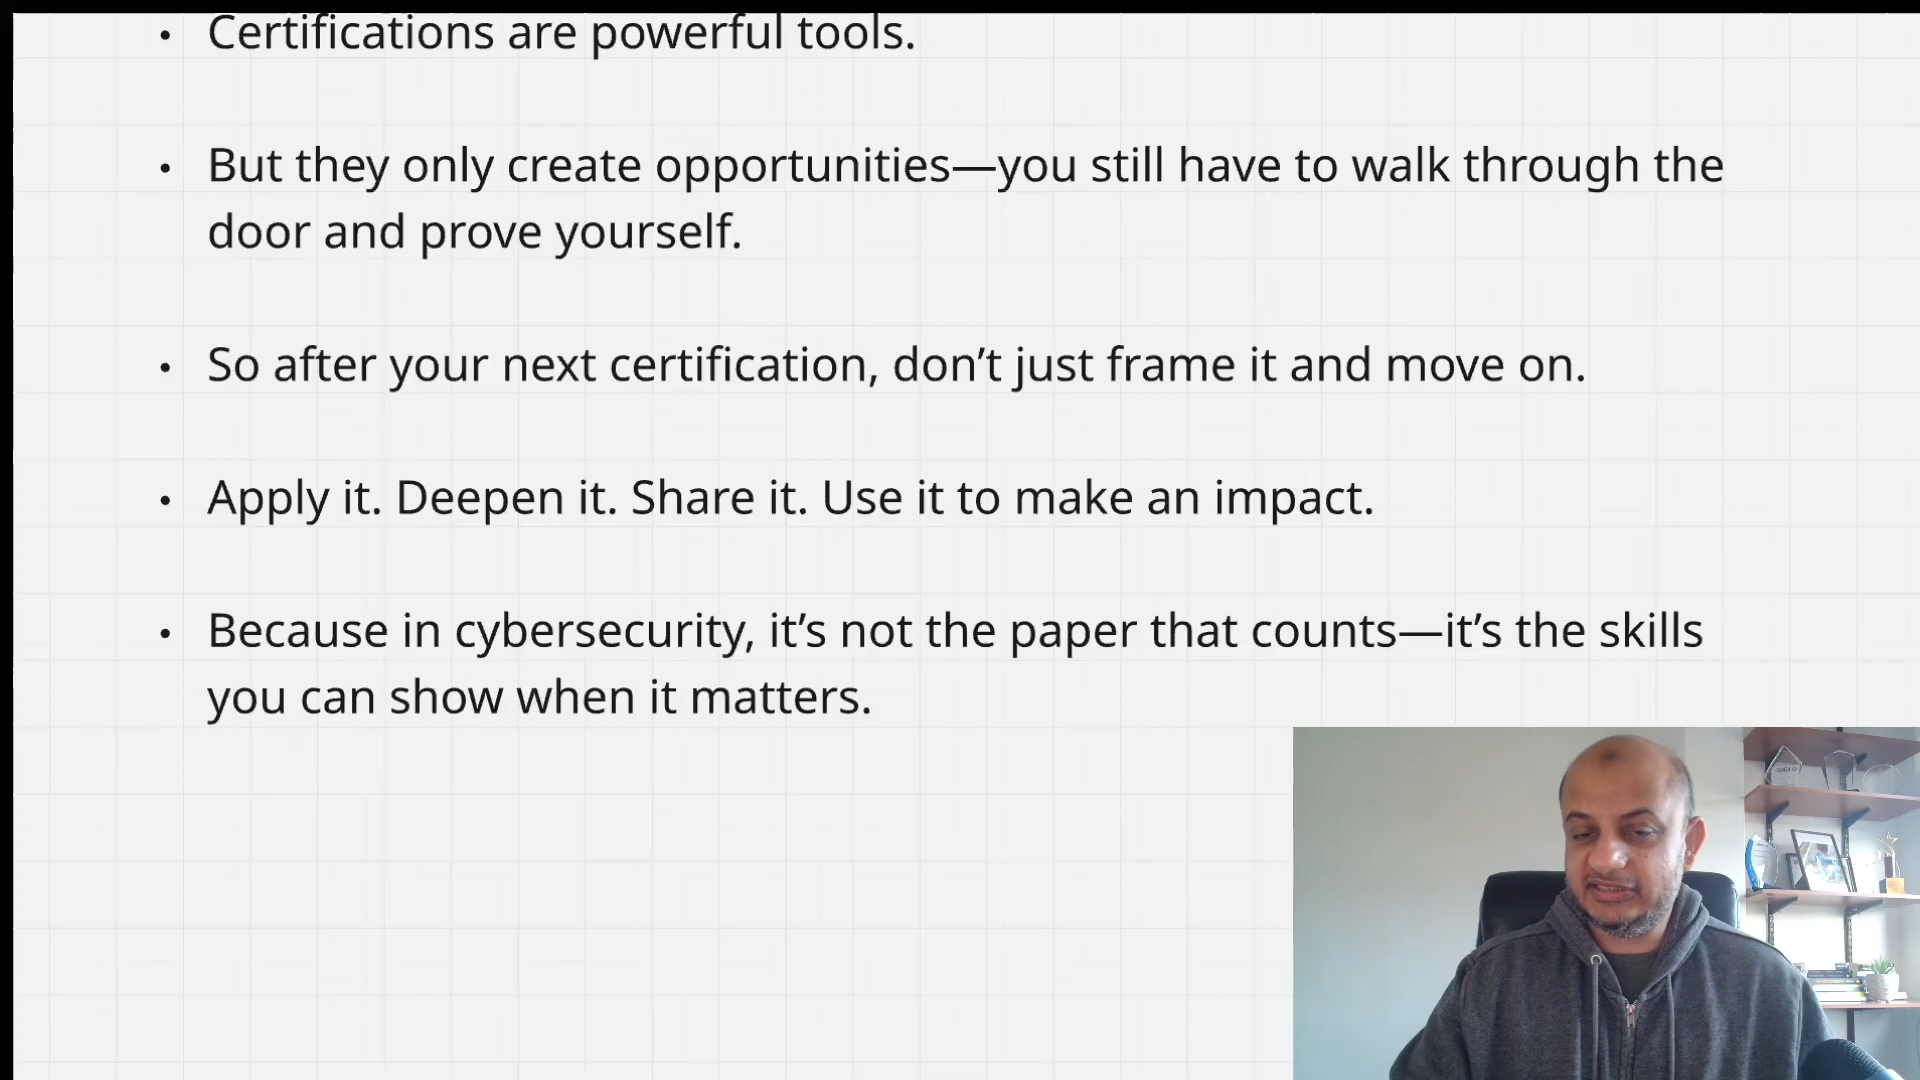 • Certifications are powerful tools.
• But they only create opportunities—you still have to walk through the
door and prove yourself.
• So after your next certification, don’t just frame it and move on.
• Apply it. Deepen it. Share it. Use it to make an impact.
• Because in cybersecurity, it’s not the paper that counts—it’s the skills
you can show when it matters.